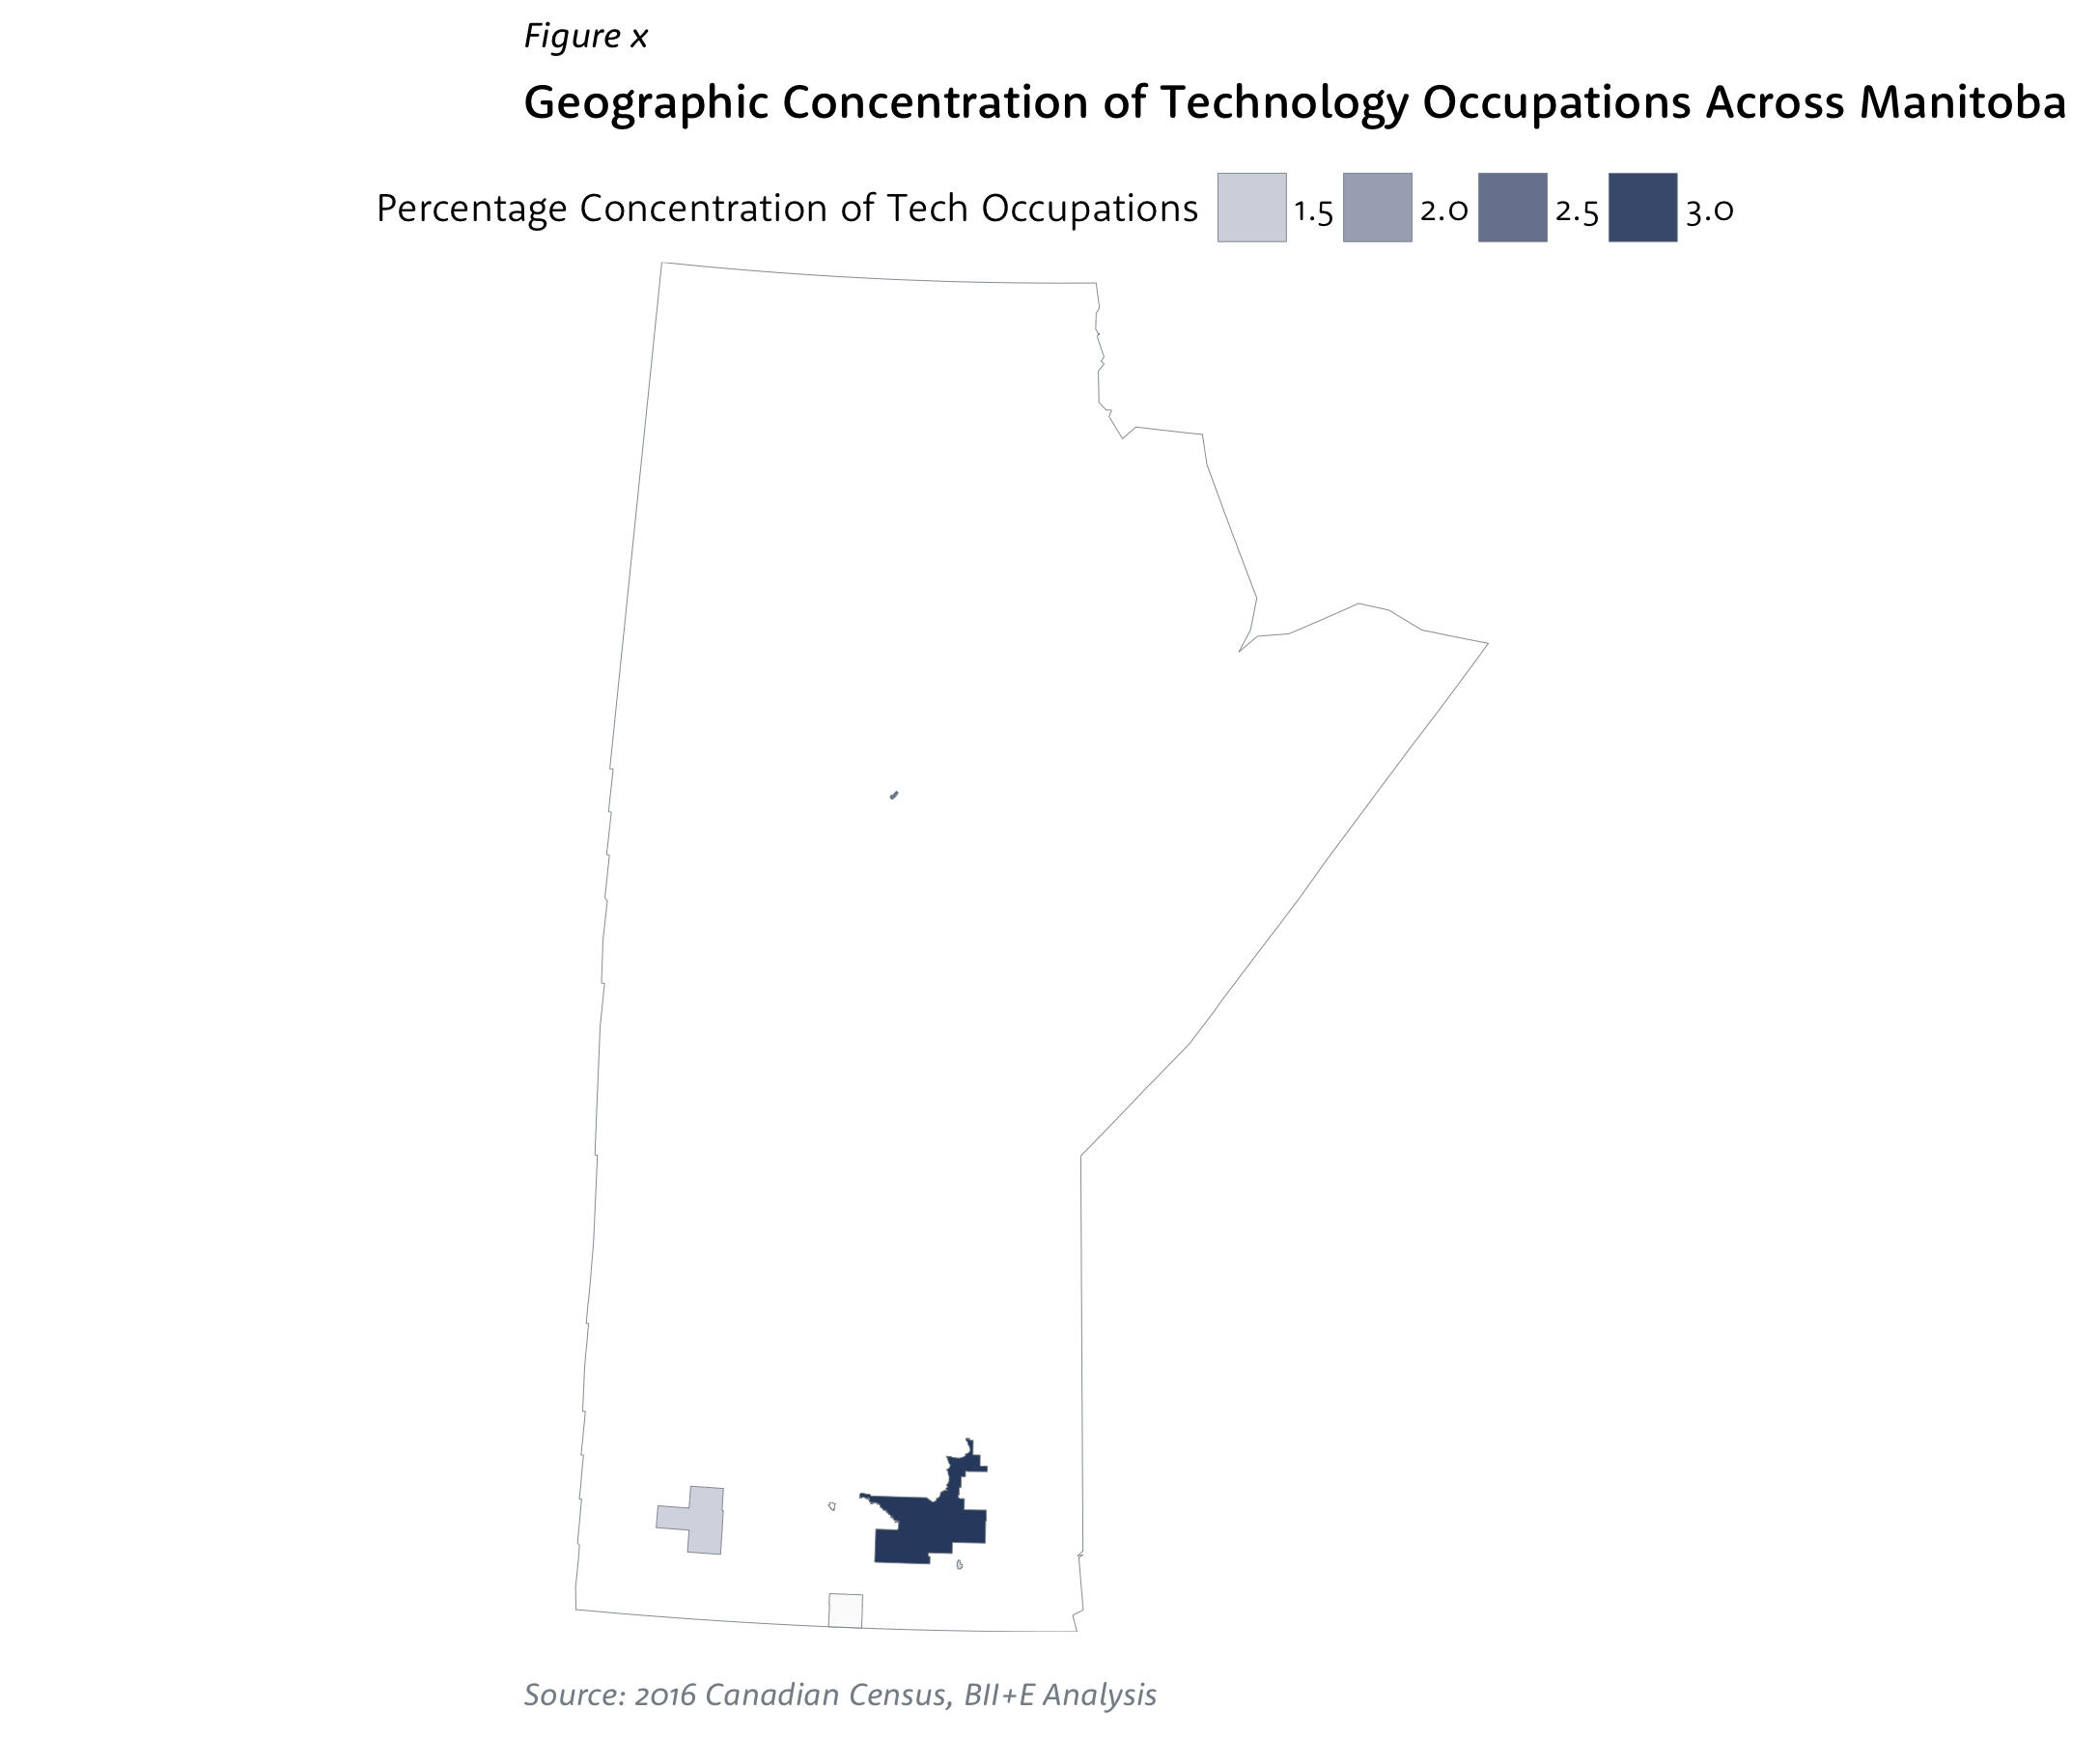 Figure x
Geographic Concentration of Technology Occupations Across Manitoba
Percentage Concentration of Tech Occupations 1.5 2.0 2.5 3.0
Source: 2016 Canadian Census, BII+E Analysis